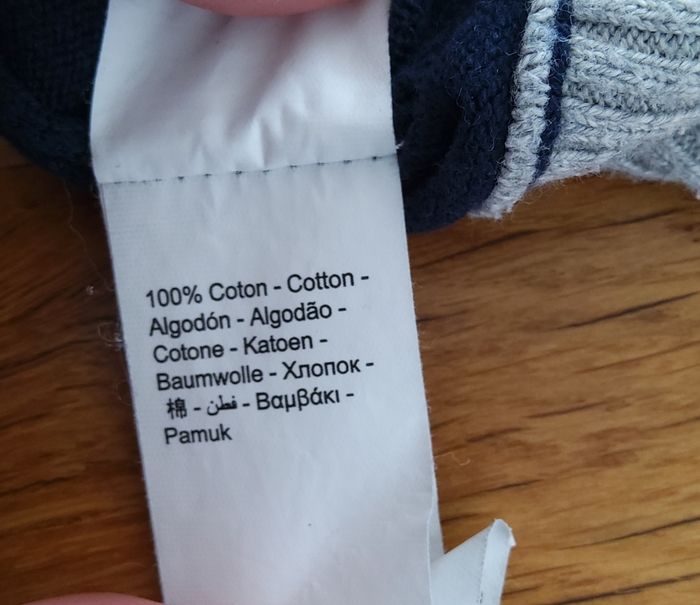 100% Coton - Cotton -
Algodón - Algodão -
Cotone - Katoen -
Baumwolle - Хлопок -
棉 - قطن - Βαμβάκι -
Pamuk